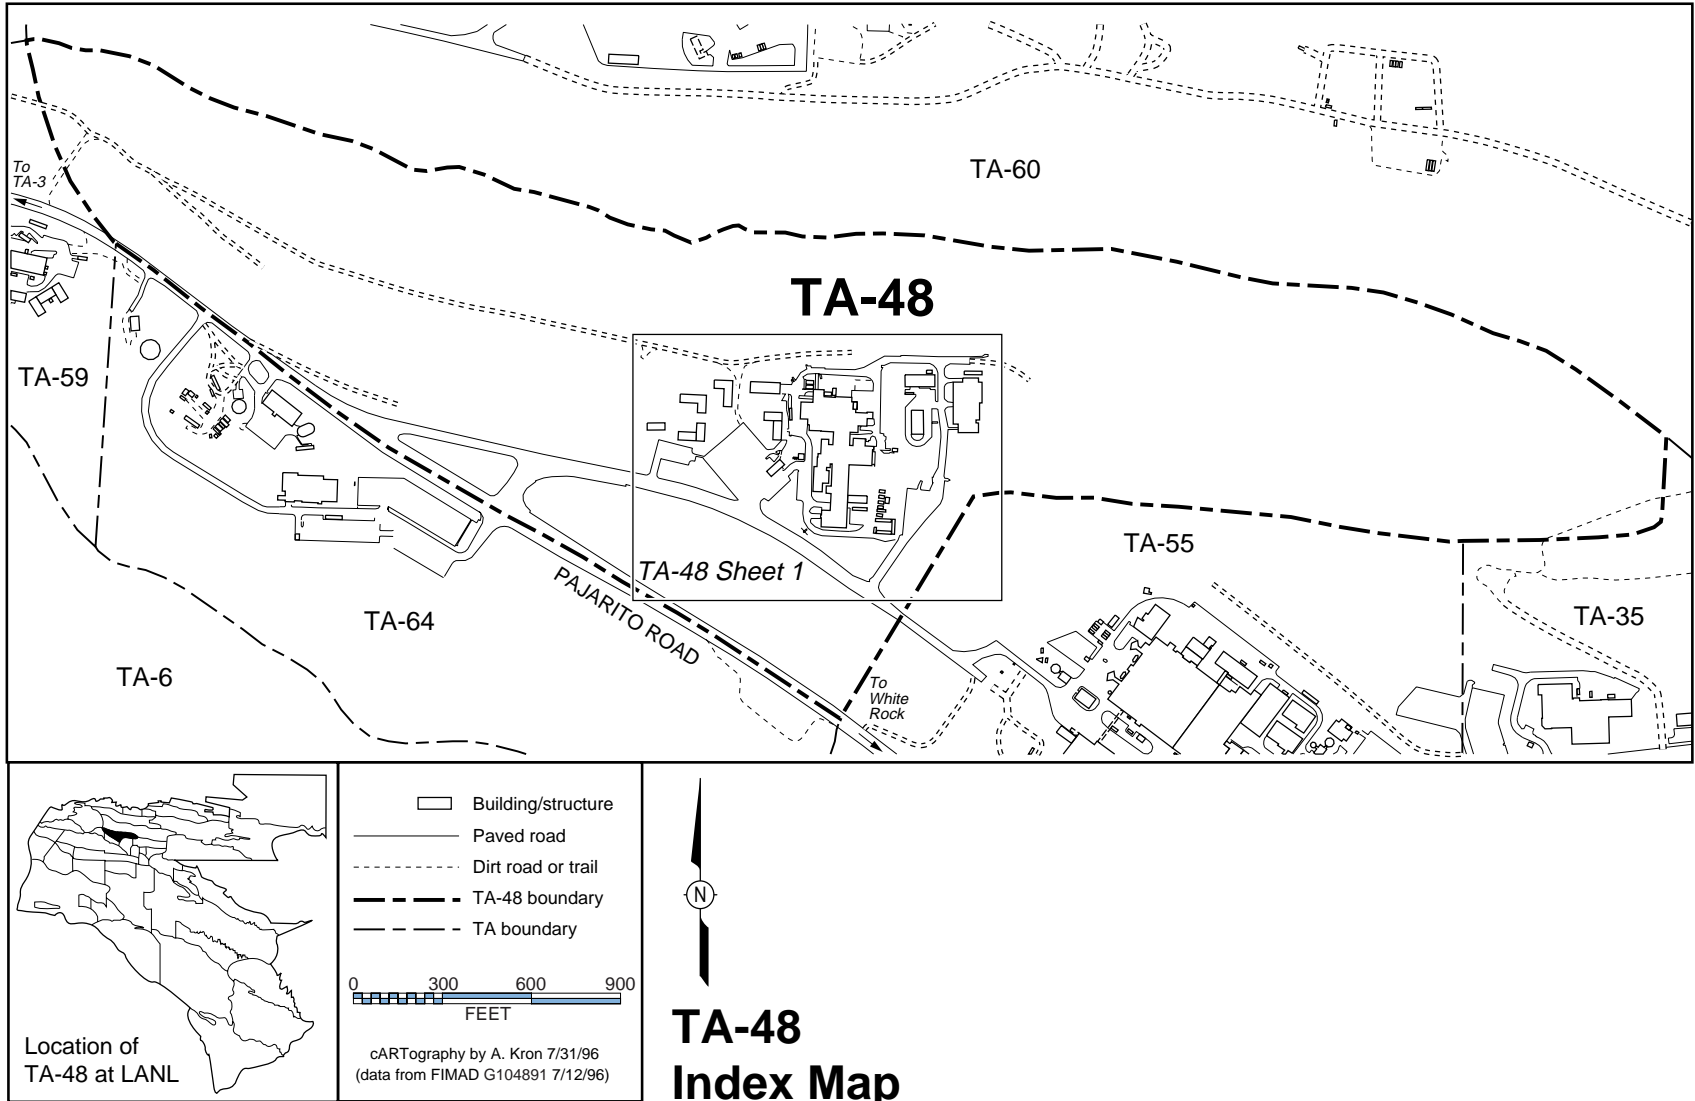 TA-60
To
TA-3
TA-48
TA-59
TA-55
TA-48 Sheet 1
PAJARITO ROAD
TA-64
TA-35
TA-6
To
White
Rock
Building/structure
Paved road
Dirt road or trail
TA-48 boundary
TA boundary
0 300 600 900
FEET
cARTography by A. Kron 7/31/96
(data from FIMAD G104891 7/12/96)
Location of
TA-48 at LANL
N
TA-48
Index Map